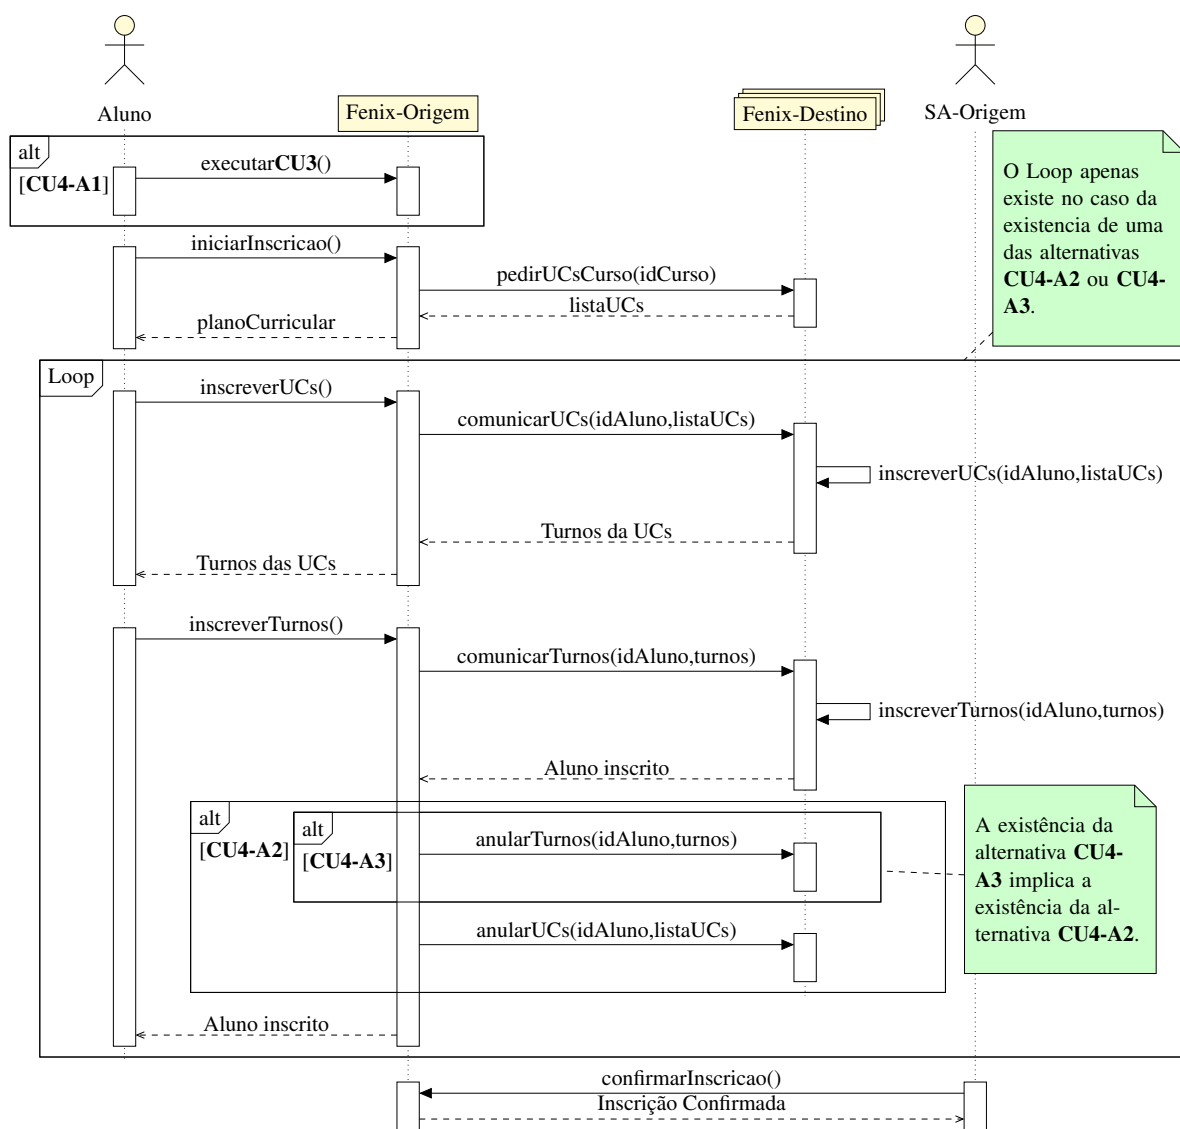 Aluno
Fenix-Origem
Fenix-Destino
SA-Origem
alt
[CU4-A1]
executarCU3()
O Loop apenas
existe no caso da
existencia de uma
das alternativas
CU4-A2 ou CU4-
A3.
iniciarInscricao()
pedirUCsCurso(idCurso)
listaUCs
planoCurricular
Loop
inscreverUCs()
comunicarUCs(idAluno,listaUCs)
inscreverUCs(idAluno,listaUCs)
Turnos da UCs
Turnos das UCs
inscreverTurnos()
comunicarTurnos(idAluno,turnos)
inscreverTurnos(idAluno,turnos)
Aluno inscrito
alt
[CU4-A2]
alt
[CU4-A3]
anularTurnos(idAluno,turnos)
A existência da
alternativa CU4-
A3 implica a
existência da al-
ternativa CU4-A2.
anularUCs(idAluno,listaUCs)
Aluno inscrito
confirmarInscricao()
Inscrição Confirmada